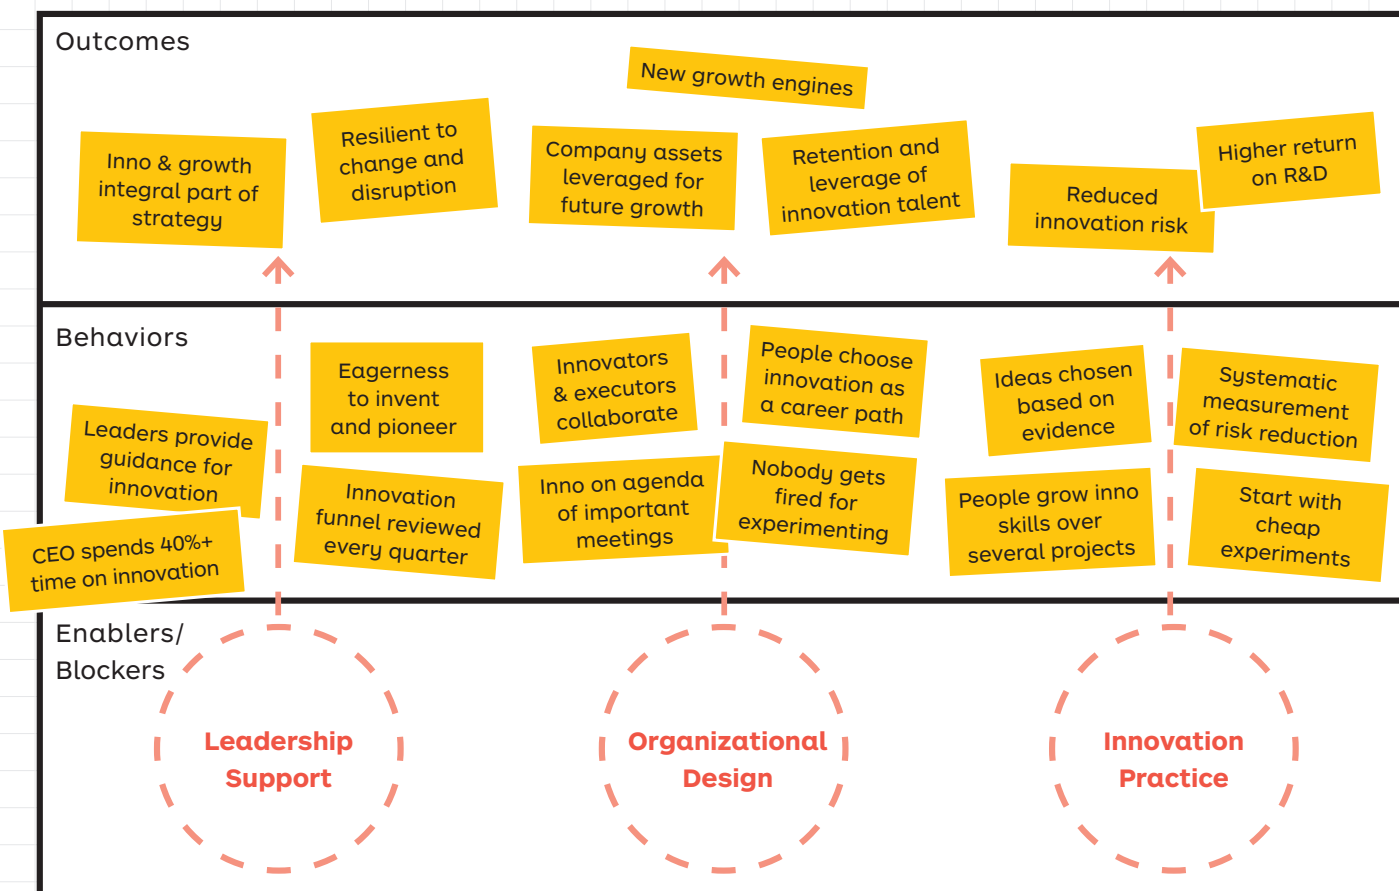 Outcomes
New growth engines
Inno & growth
integral part of
strategy
Resilient to
change and
disruption
Company assets
leveraged for
future growth
Retention and
leverage of
innovation talent
Reduced
innovation risk
Higher return
on R&D
Behaviors
Leaders provide
guidance for
innovation
CEO spends 40%+
time on innovation
Eagerness
to invent
and pioneer
Innovation
funnel reviewed
every quarter
Innovators
& executors
collaborate
People choose
innovation as
a career path
Inno on agenda
of important
meetings
Nobody gets
fired for
experimenting
Ideas chosen
based on
evidence
Systematic
measurement
of risk reduction
People grow inno
skills over
several projects
Start with
cheap
experiments
Enablers/
Blockers
Leadership
Support
Organizational
Design
Innovation
Practice